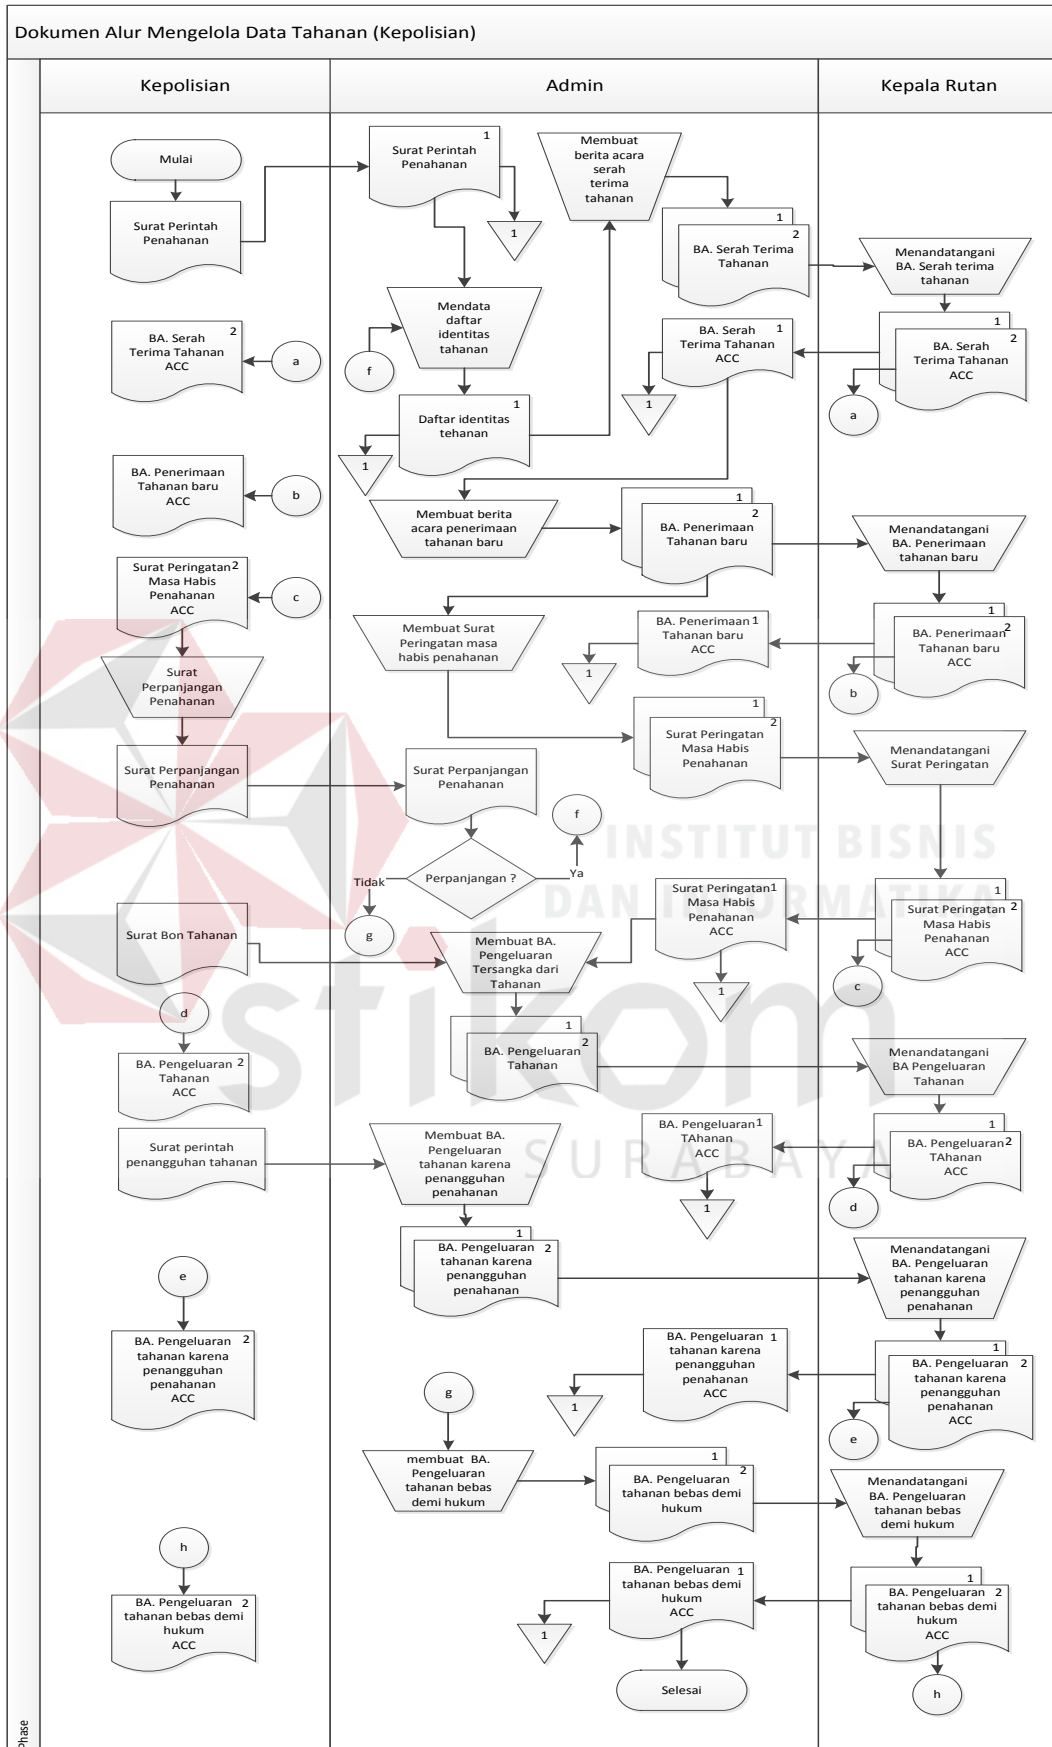 Dokumen Alur Mengelola Data Tahanan (Kepolisian)
Kepolisian
Admin
Kepala Rutan
Mulai
Surat Perintah
Penahanan
1
Surat Perintah
Penahanan
1
Membuat
berita acara
serah
terima
tahanan
1
2
BA. Serah Terima
Tahanan
Menandatangani
BA. Serah terima
tahanan
Mendata
daftar
identitas
tahanan
f
BA. Serah 2
Terima Tahanan
ACC
a
BA. Serah 1
Terima Tahanan
ACC
1
1
BA. Serah 2
Terima Tahanan
ACC
a
1
Daftar identitas
tehanan
1
BA. Penerimaan
Tahanan baru
ACC
b
Membuat berita
acara penerimaan
tahanan baru
1
2
BA. Penerimaan
Tahanan baru
Menandatangani
BA. Penerimaan
tahanan baru
Surat Peringatan 2
Masa Habis
Penahanan
ACC
c
Membuat Surat
Peringatan masa
habis penahanan
BA. Penerimaan 1
Tahanan baru
ACC
1
1
BA. Penerimaan 2
Tahanan baru
ACC
b
Surat
Perpanjangan
Penahanan
1
2
Surat Peringatan
Masa Habis
Penahanan
Menandatangani
Surat Peringatan
Surat Perpanjangan
Penahanan
Surat Perpanjangan
Penahanan
f
INSTITUT BISNIS
DAN INFORMATIKA
Perpanjangan ?
Tidak
Ya
g
Surat Peringatan 1
Masa Habis
Penahanan
ACC
1
1
Surat Peringatan 2
Masa Habis
Penahanan
ACC
c
Surat Bon Tahanan
Membuat BA.
Pengeluaran
Tersangka dari
Tahanan
stikom
SURABAYA
d
BA. Pengeluaran 2
Tahanan
ACC
1
BA. Pengeluaran 2
Tahanan
Menandatangani
BA Pengeluaran
Tahanan
Surat perintah
penangguhan tahanan
Membuat BA.
Pengeluaran
tahanan karena
penangguhan
penahanan
BA. Pengeluaran 1
TAhanan
ACC
1
1
BA. Pengeluaran 2
TAhanan
ACC
d
1
BA. Pengeluaran 2
tahanan karena
penangguhan
penahanan
Menandatangani
BA. Pengeluaran
tahanan karena
penangguhan
penahanan
e
BA. Pengeluaran 2
tahanan karena
penangguhan
penahanan
ACC
BA. Pengeluaran 1
tahanan karena
penangguhan
penahanan
ACC
1
1
BA. Pengeluaran 2
tahanan karena
penangguhan
penahanan
ACC
e
g
membuat BA.
Pengeluaran
tahanan bebas
demi hukum
1
BA. Pengeluaran 2
tahanan bebas demi
hukum
Menandatangani
BA. Pengeluaran
tahanan bebas
demi hukum
h
BA. Pengeluaran 2
tahanan bebas demi
hukum
ACC
BA. Pengeluaran 1
tahanan bebas demi
hukum
ACC
1
1
BA. Pengeluaran 2
tahanan bebas demi
hukum
ACC
h
Selesai
Phase